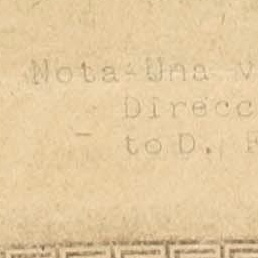 Nota-Una v
Direcc
to D.